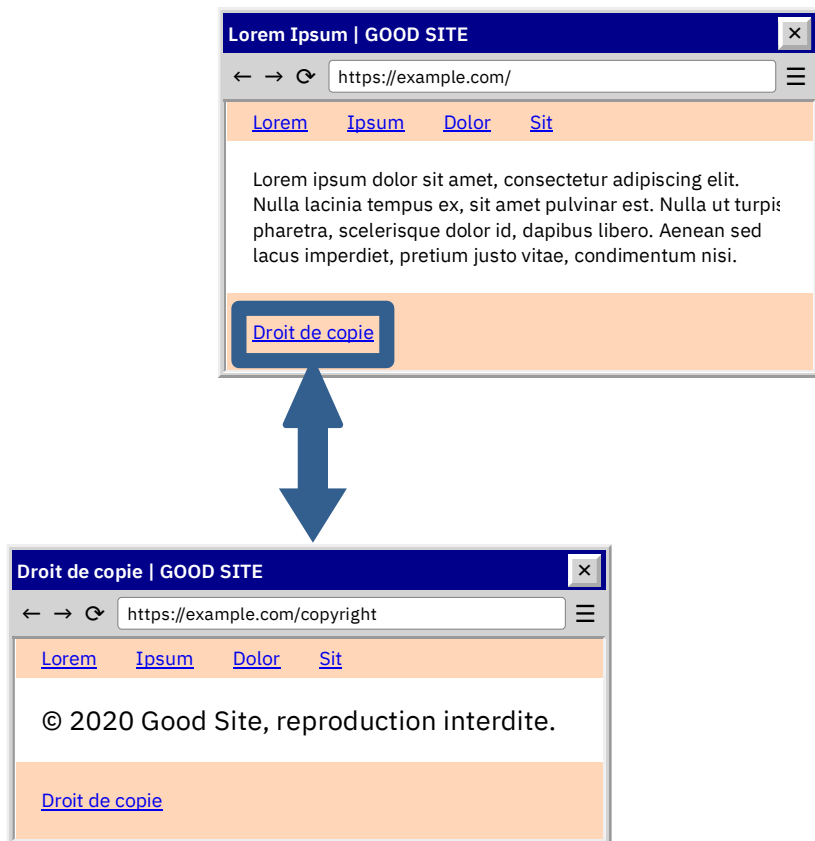 Lorem Ipsum | GOOD SITE
https://example.com/
Lorem Ipsum Dolor Sit
Lorem ipsum dolor sit amet, consectetur adipiscing elit.
Nulla lacinia tempus ex, sit amet pulvinar est. Nulla ut turpis
pharetra, scelerisque dolor id, dapibus libero. Aenean sed
lacus imperdiet, pretium justo vitae, condimentum nisi.
Droit de copie
Droit de copie | GOOD SITE
https://example.com/copyright
Lorem Ipsum Dolor Sit
© 2020 Good Site, reproduction interdite.
Droit de copie